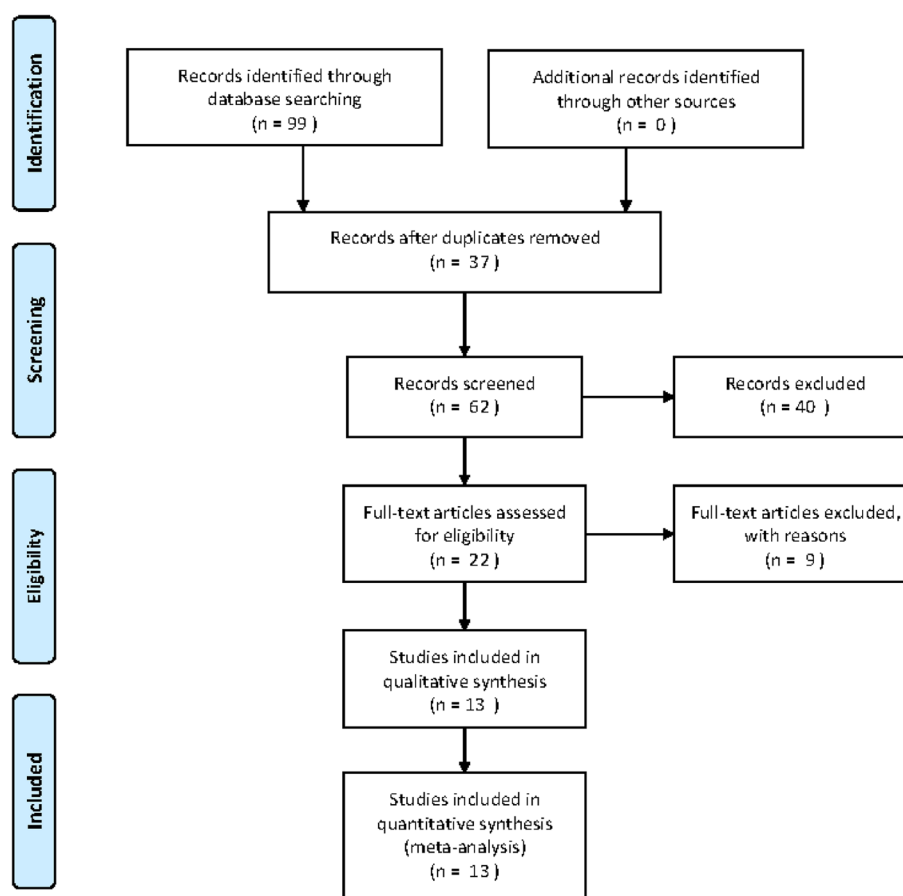 Identification
Records identified through
database searching
(n = 99 )
Additional records identified
through other sources
(n = 0 )
Records after duplicates removed
(n = 37 )
Screening
Records screened
(n = 62 )
Records excluded
(n = 40 )
Eligibility
Full-text articles assessed
for eligibility
(n = 22 )
Full-text articles excluded,
with reasons
(n = 9 )
Studies included in
qualitative synthesis
(n = 13 )
Included
Studies included in
quantitative synthesis
(meta-analysis)
(n = 13 )